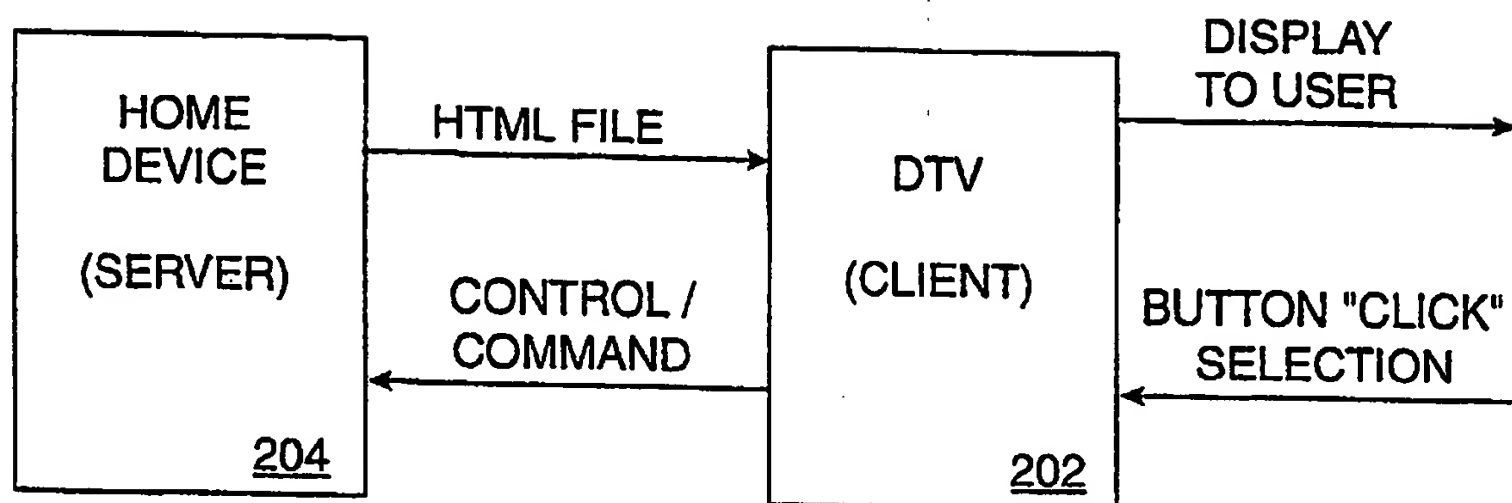 HOME
DEVICE
(SERVER)
204
HTML FILE
CONTROL /
COMMAND
DTV
(CLIENT)
202
DISPLAY
TO USER
BUTTON "CLICK"
SELECTION